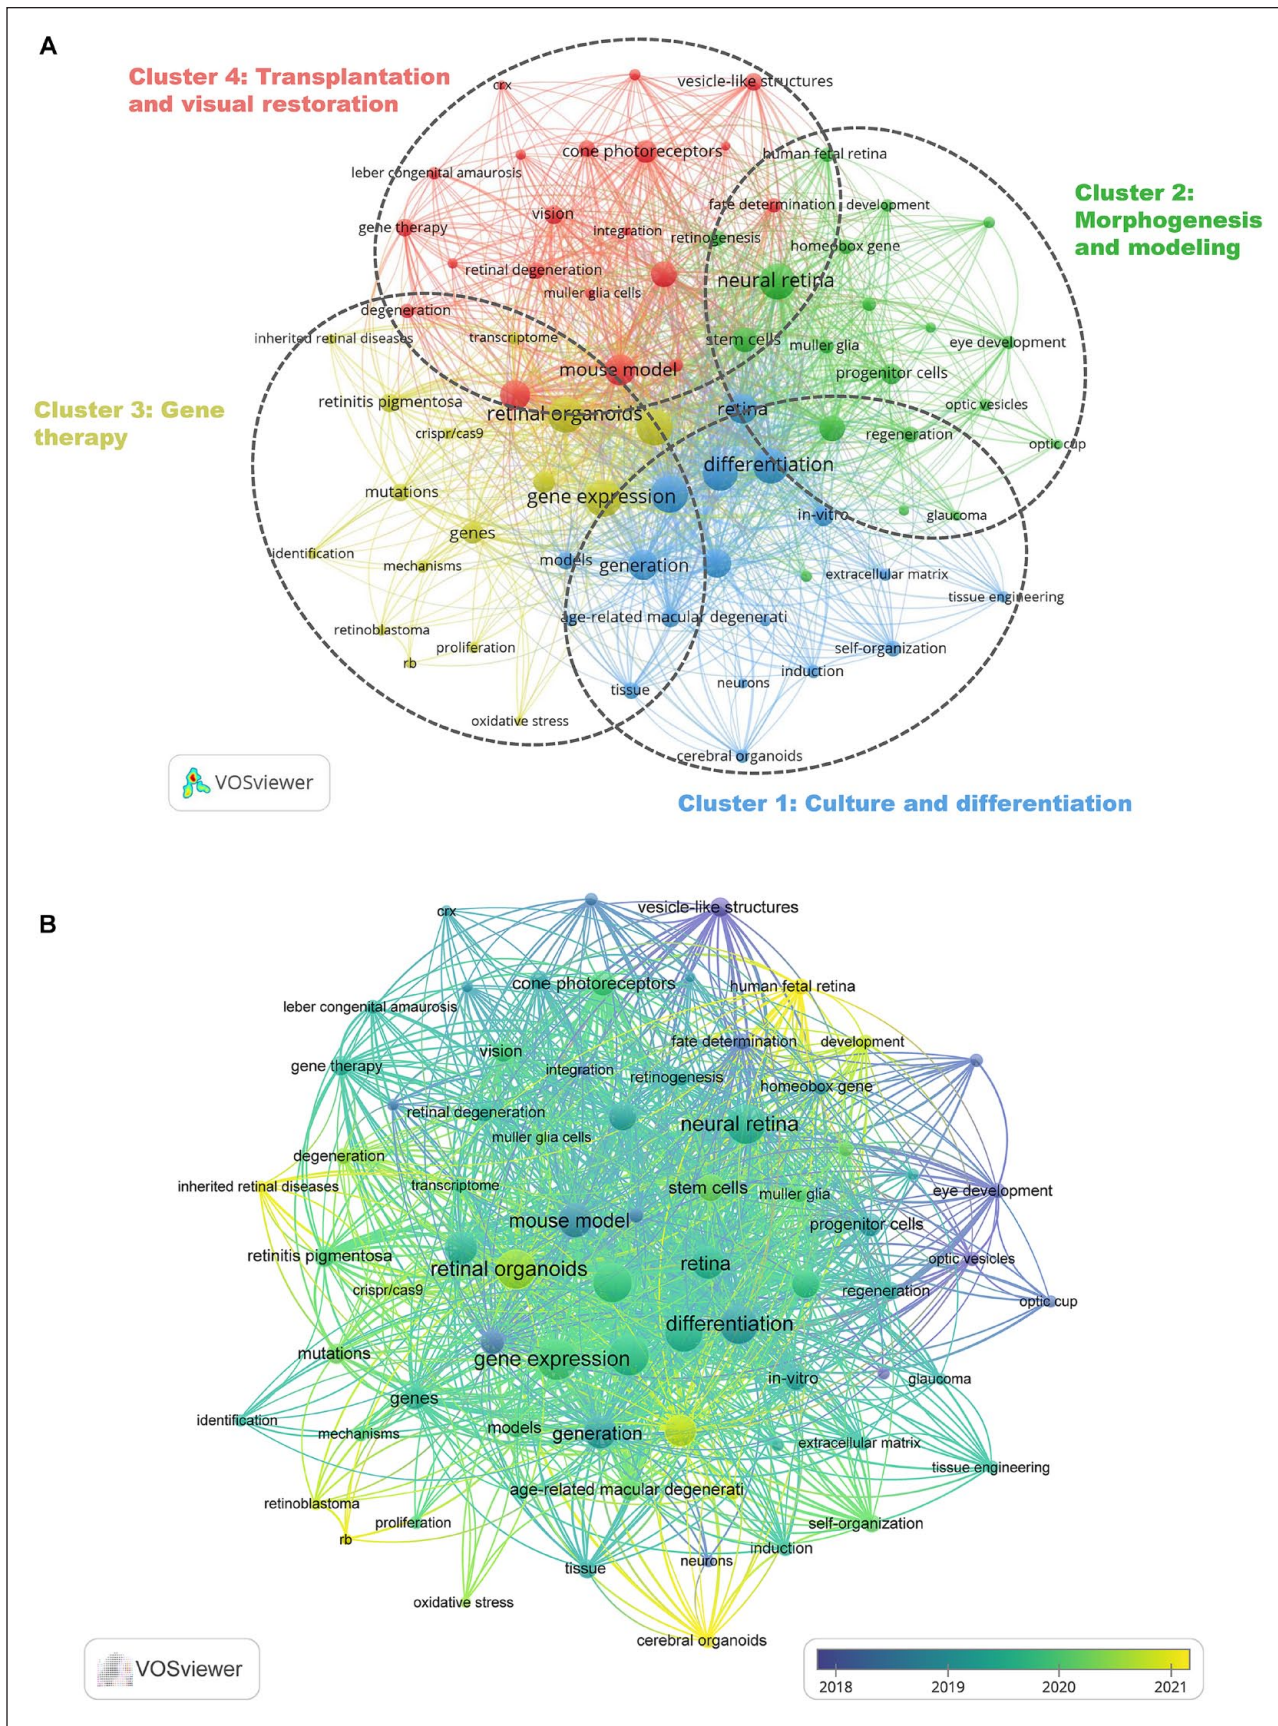 A
Cluster 4: Transplantation
and visual restoration
crx
vesicle-like structures
cone photoreceptors
human fetal retina
leber congenital amaurosis
Cluster 2:
Morphogenesis
and modeling
vision
fate determination
development
gene therapy
integration
retinogenesis
homeobox gene
retinal degeneration
neural retina
muller glia cells
degeneration
inherited retinal diseases
transcriptome
stem cells
muller glia
eye development
mouse model
progenitor cells
Cluster 3: Gene
therapy
retinitis pigmentosa
retinal organoids
retina
optic vesicles
crispr/cas9
regeneration
optic cup
differentiation
mutations
gene expression
in-vitro
glaucoma
genes
identification
mechanisms
models
generation
extracellular matrix
tissue engineering
age-related macular degenerati
retinoblastoma
proliferation
self-organization
rb
induction
tissue
neurons
oxidative stress
cerebral organoids
VOSviewer
Cluster 1: Culture and differentiation
B
crx
vesicle-like structures
cone photoreceptors
human fetal retina
leber congenital amaurosis
fate determination
development
vision
gene therapy
integration
retinogenesis
homeobox gene
retinal degeneration
neural retina
muller glia cells
degeneration
inherited retinal diseases
transcriptome
stem cells
muller glia
eye development
mouse model
progenitor cells
retinitis pigmentosa
retinal organoids
retina
optic vesicles
crispr/cas9
regeneration
optic cup
differentiation
mutations
gene expression
in-vitro
glaucoma
genes
identification
mechanisms
models
generation
extracellular matrix
tissue engineering
age-related macular degenerati
retinoblastoma
proliferation
self-organization
rb
induction
tissue
neurons
oxidative stress
cerebral organoids
VOSviewer
2018
2019
2020
2021